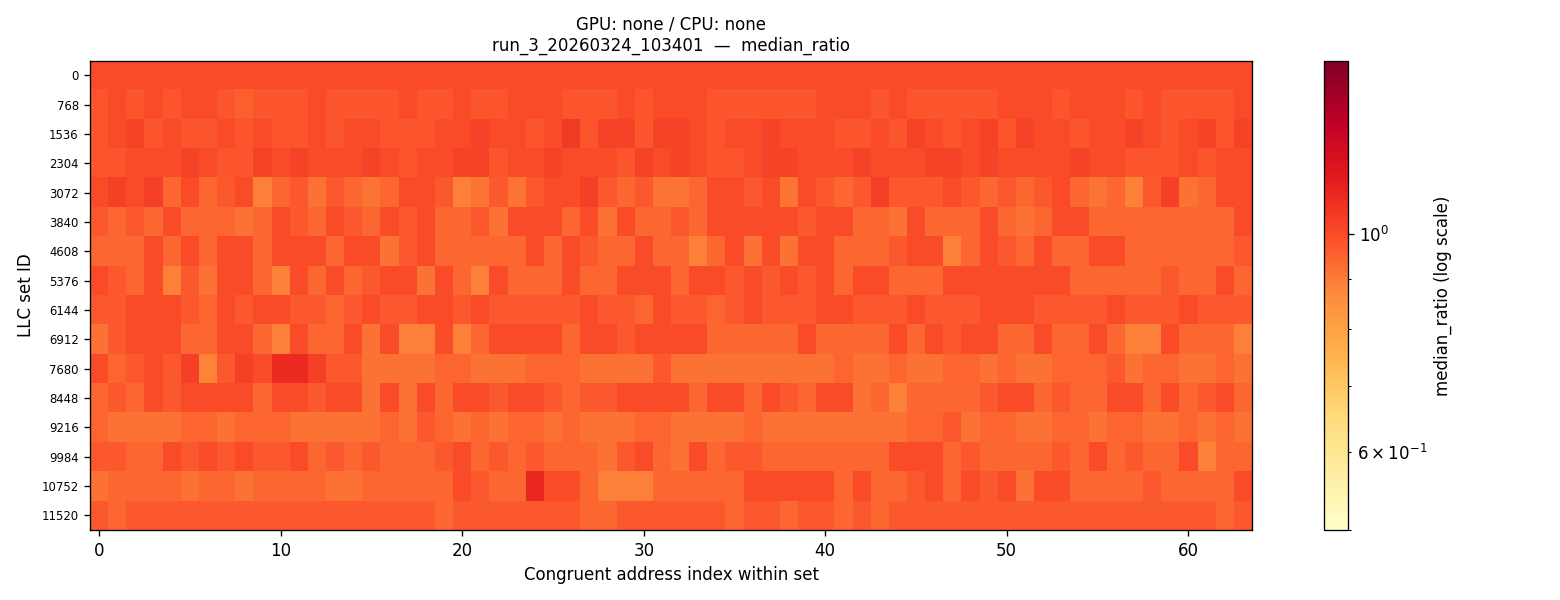 GPU: none / CPU: none
run_3_20260324_103401 — median_ratio
LLC set ID
0
768
1536
2304
3072
3840
4608
5376
6144
6912
7680
8448
9216
9984
10752
11520
0 10 20 30 40 50 60
Congruent address index within set
10⁰
6 × 10⁻¹
median_ratio (log scale)